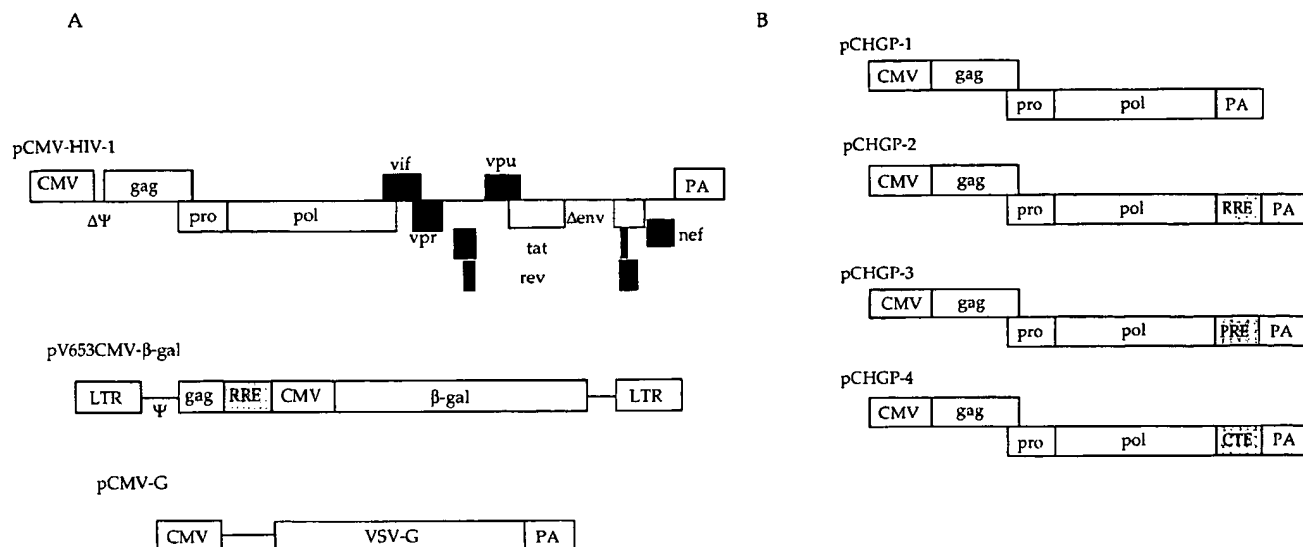 A
pCMV-HIV-1
CMV
gag
vif
vpu
PA
ΔΨ
pro
pol
vpr
Δenv
nef
tat
rev
pV653CMV-β-gal
LTR
Ψ
gag
RRE
CMV
β-gal
LTR
pCMV-G
CMV
VSV-G
PA
B
pCHGP-1
CMV
gag
pro
pol
PA
pCHGP-2
CMV
gag
pro
pol
RRE
PA
pCHGP-3
CMV
gag
pro
pol
PRE
PA
pCHGP-4
CMV
gag
pro
pol
CTE
PA